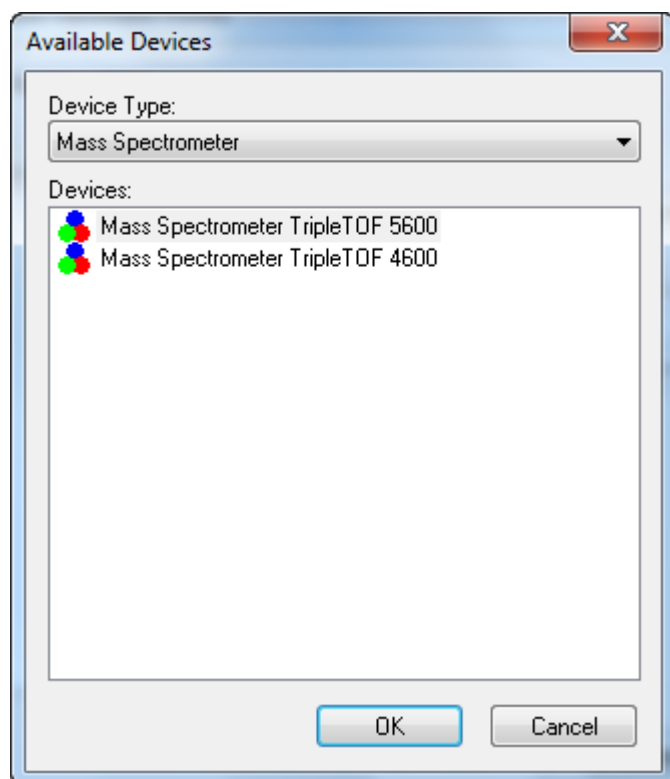 Available Devices
Device Type:
Mass Spectrometer
Devices:
Mass Spectrometer TripleTOF 5600
Mass Spectrometer TripleTOF 4600
OK
Cancel